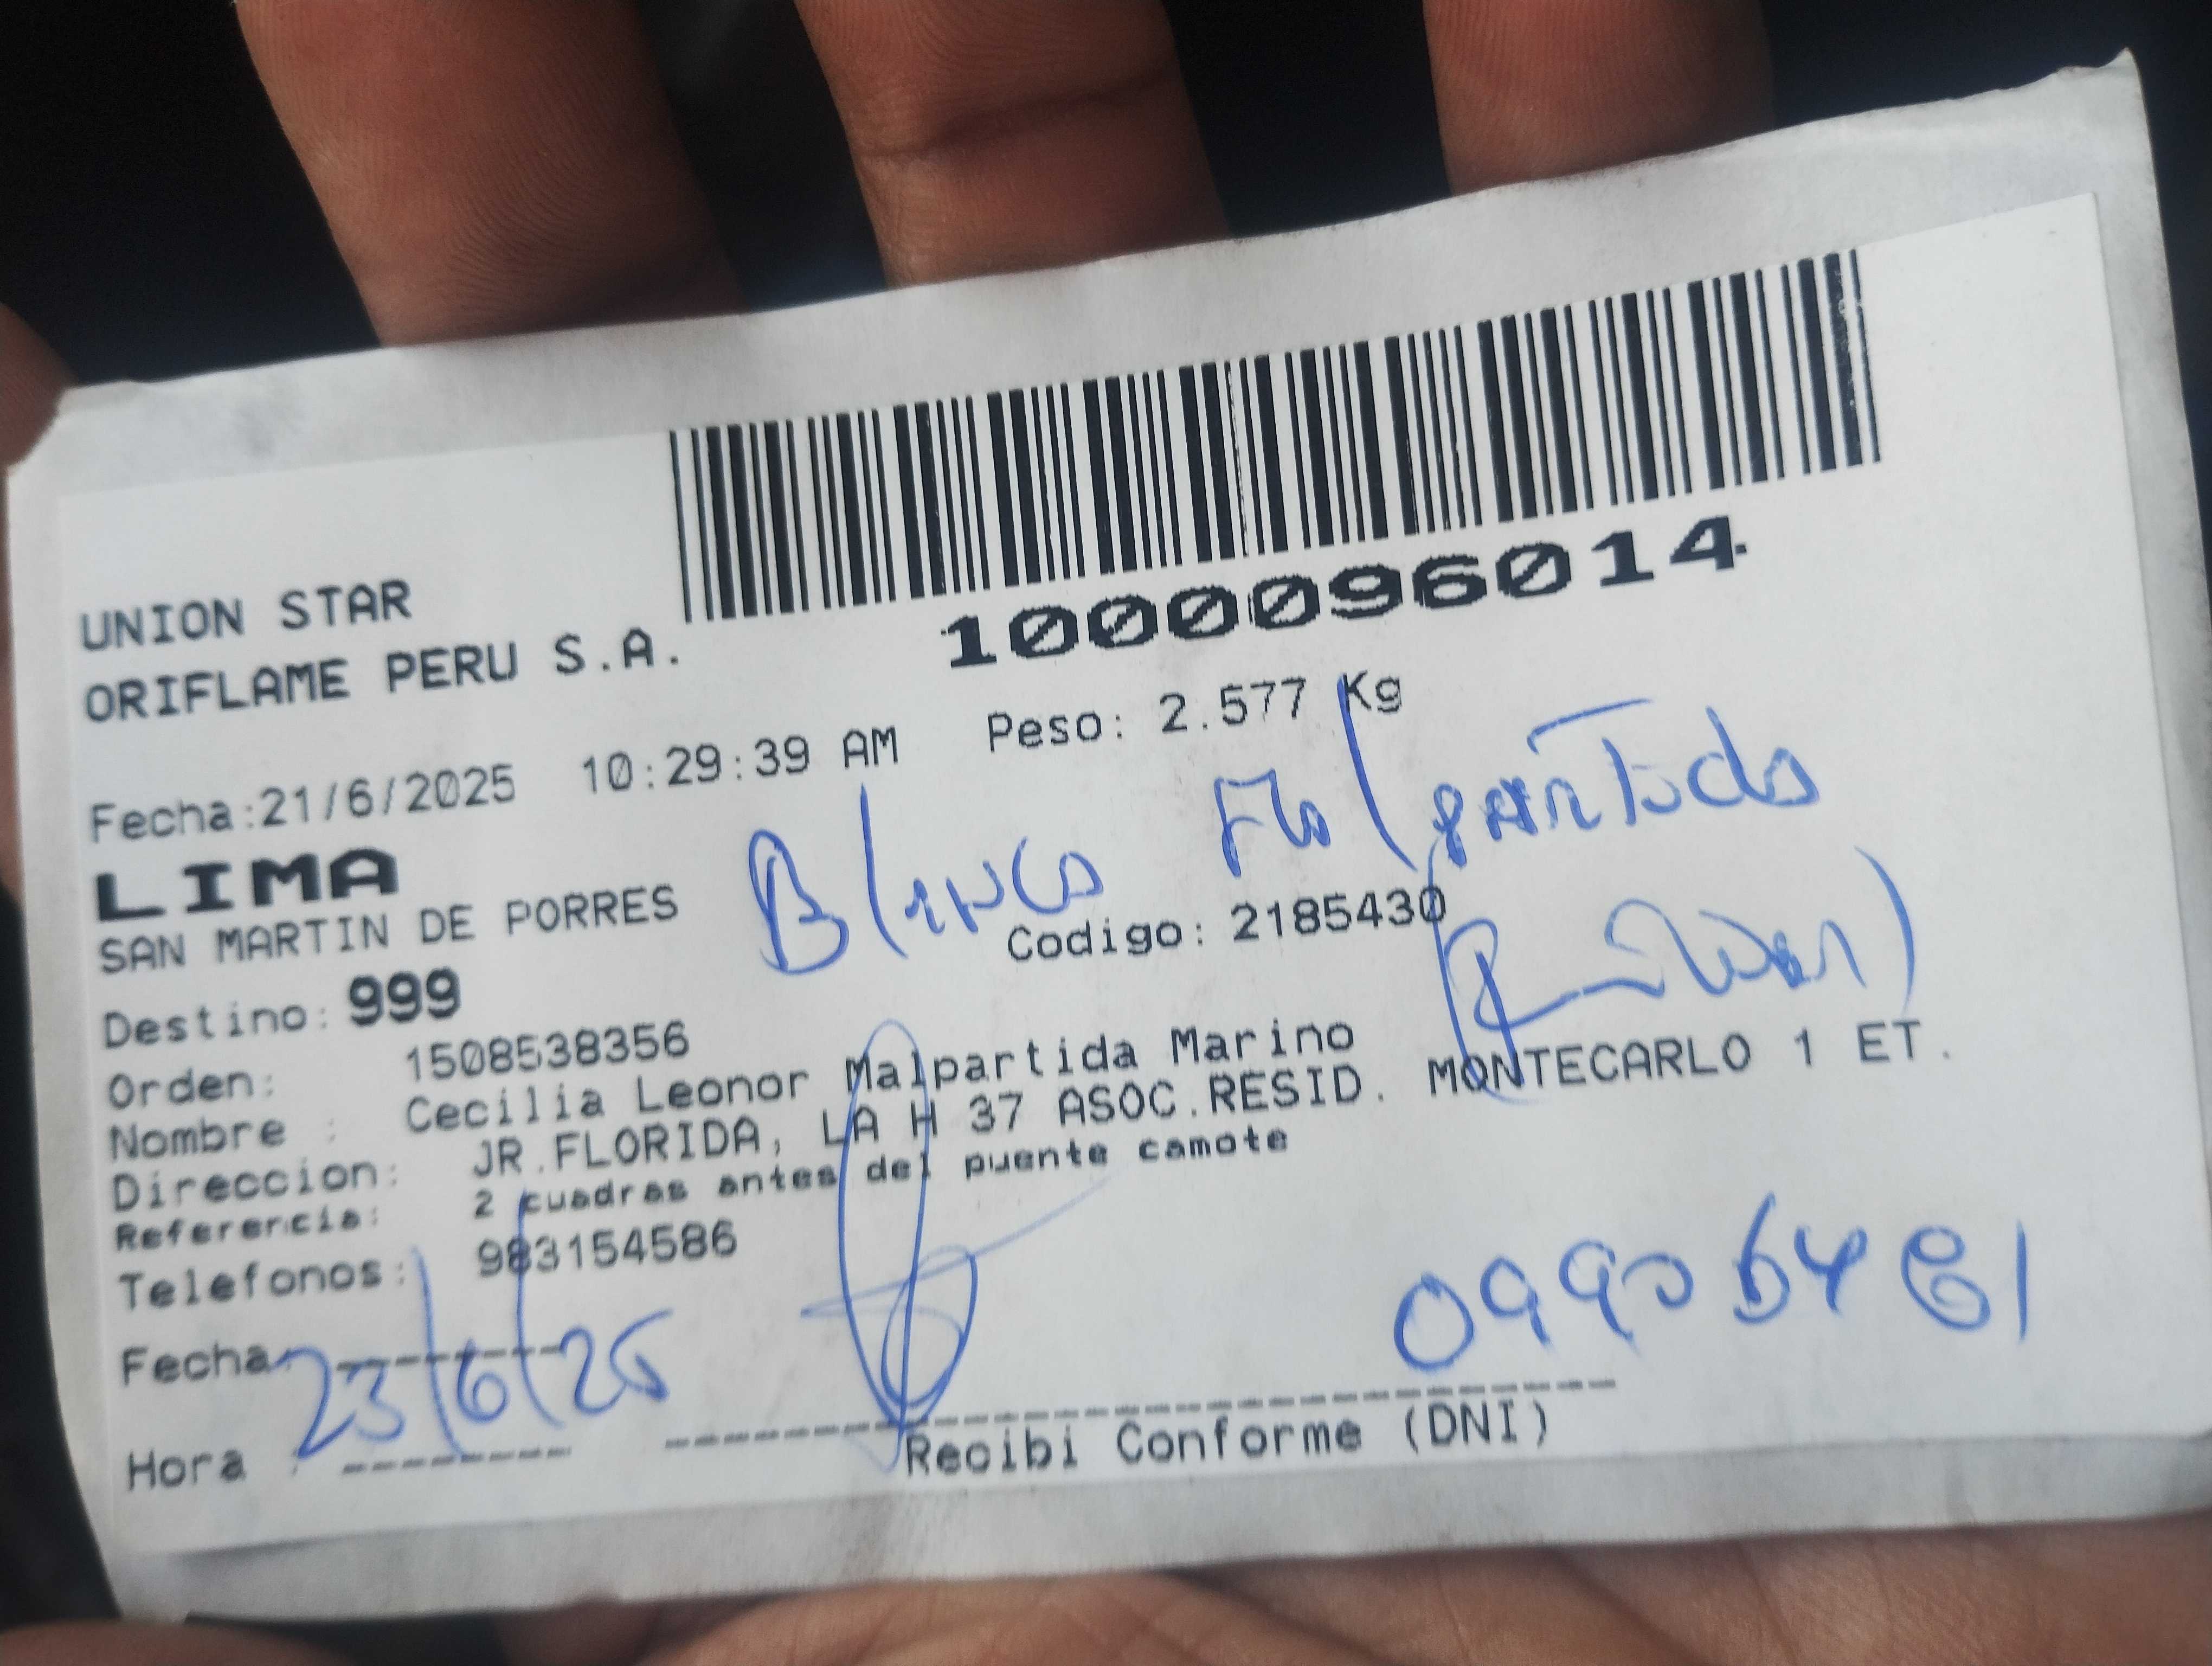 1000096014
UNION STAR
ORIFLAME PERU S.A.
Fecha:21/6/2025 10:29:39 AM Peso: 2.577 Kg
LIMA
SAN MARTIN DE PORRES
Blanco
Codigo: 2185430
Destino: 999
Orden: 1508538356
Nombre : Cecilia Leonor Malpartida Marino
Direccion: JR.FLORIDA, LA H 37 ASOC.RESID. MONTECARLO 1 ET.
Referencia: 2 cuadras antes del puente camote
Telefonos: 983154586
Fecha 23/6/25
Hora :
Recibi Conforme (DNI)